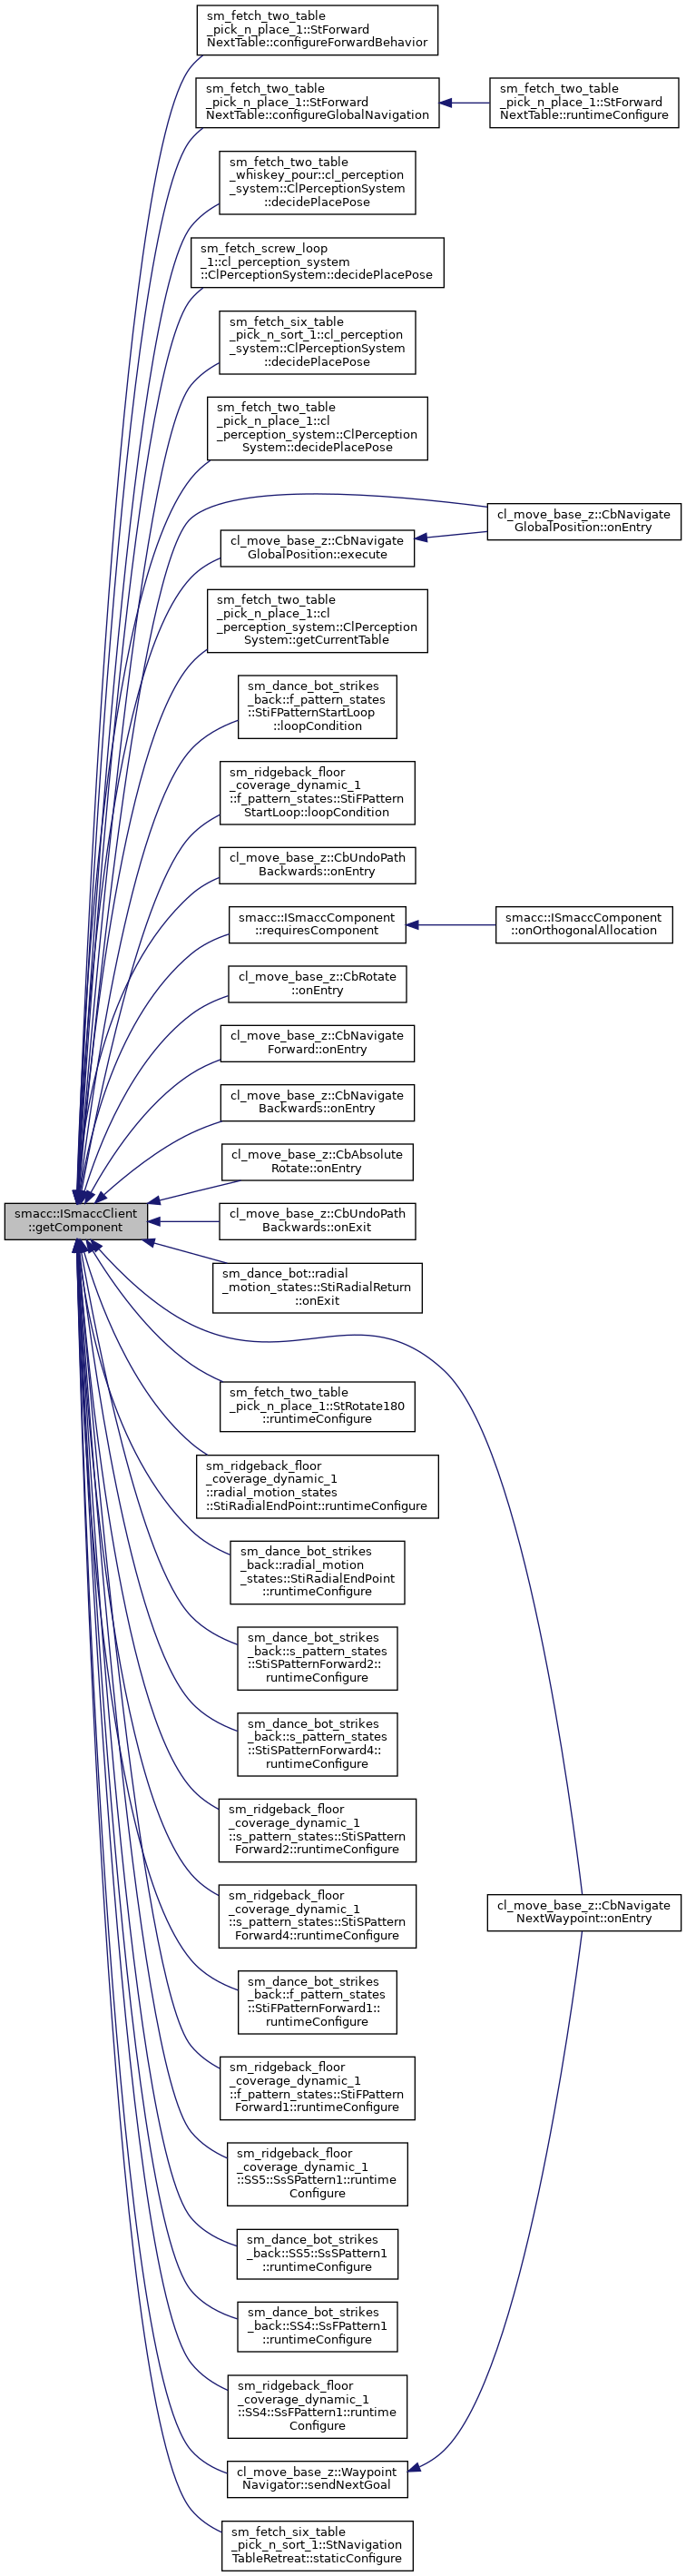 sm_fetch_two_table
_pick_n_place_1::StForward
NextTable::configureForwardBehavior
sm_fetch_two_table
_pick_n_place_1::StForward
NextTable::configureGlobalNavigation
sm_fetch_two_table
_pick_n_place_1::StForward
NextTable::runtimeConfigure
sm_fetch_two_table
_whiskey_pour::cl_perception
_system::ClPerceptionSystem
::decidePlacePose
sm_fetch_screw_loop
_1::cl_perception_system
::ClPerceptionSystem::decidePlacePose
sm_fetch_six_table
_pick_n_sort_1::cl_perception
_system::ClPerceptionSystem
::decidePlacePose
sm_fetch_two_table
_pick_n_place_1::cl
_perception_system::ClPerception
System::decidePlacePose
cl_move_base_z::CbNavigate
GlobalPosition::onEntry
cl_move_base_z::CbNavigate
GlobalPosition::execute
sm_fetch_two_table
_pick_n_place_1::cl
_perception_system::ClPerception
System::getCurrentTable
sm_dance_bot_strikes
_back::f_pattern_states
::StiFPatternStartLoop
::loopCondition
sm_ridgeback_floor
_coverage_dynamic_1
::f_pattern_states::StiFPattern
StartLoop::loopCondition
cl_move_base_z::CbUndoPath
Backwards::onEntry
smacc::ISmaccComponent
::requiresComponent
smacc::ISmaccComponent
::onOrthogonalAllocation
cl_move_base_z::CbRotate
::onEntry
cl_move_base_z::CbNavigate
Forward::onEntry
cl_move_base_z::CbNavigate
Backwards::onEntry
cl_move_base_z::CbAbsolute
Rotate::onEntry
smacc::ISmaccClient
::getComponent
cl_move_base_z::CbUndoPath
Backwards::onExit
sm_dance_bot::radial
_motion_states::StiRadialReturn
::onExit
sm_fetch_two_table
_pick_n_place_1::StRotate180
::runtimeConfigure
sm_ridgeback_floor
_coverage_dynamic_1
::radial_motion_states
::StiRadialEndPoint::runtimeConfigure
sm_dance_bot_strikes
_back::radial_motion
_states::StiRadialEndPoint
::runtimeConfigure
sm_dance_bot_strikes
_back::s_pattern_states
::StiSPatternForward2::
runtimeConfigure
sm_dance_bot_strikes
_back::s_pattern_states
::StiSPatternForward4::
runtimeConfigure
sm_ridgeback_floor
_coverage_dynamic_1
::s_pattern_states::StiSPattern
Forward2::runtimeConfigure
sm_ridgeback_floor
_coverage_dynamic_1
::s_pattern_states::StiSPattern
Forward4::runtimeConfigure
cl_move_base_z::CbNavigate
NextWaypoint::onEntry
sm_dance_bot_strikes
_back::f_pattern_states
::StiFPatternForward1::
runtimeConfigure
sm_ridgeback_floor
_coverage_dynamic_1
::f_pattern_states::StiFPattern
Forward1::runtimeConfigure
sm_ridgeback_floor
_coverage_dynamic_1
::SS5::SsSPattern1::runtime
Configure
sm_dance_bot_strikes
_back::SS5::SsSPattern1
::runtimeConfigure
sm_dance_bot_strikes
_back::SS4::SsFPattern1
::runtimeConfigure
sm_ridgeback_floor
_coverage_dynamic_1
::SS4::SsFPattern1::runtime
Configure
cl_move_base_z::Waypoint
Navigator::sendNextGoal
sm_fetch_six_table
_pick_n_sort_1::StNavigation
TableRetreat::staticConfigure